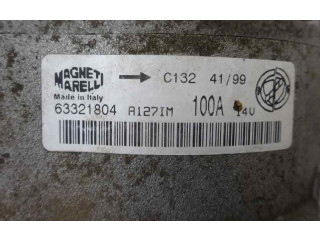 MAGNETI MARELLI C132 41/99
Made in Italy
63321804 A127IM 100A 14V